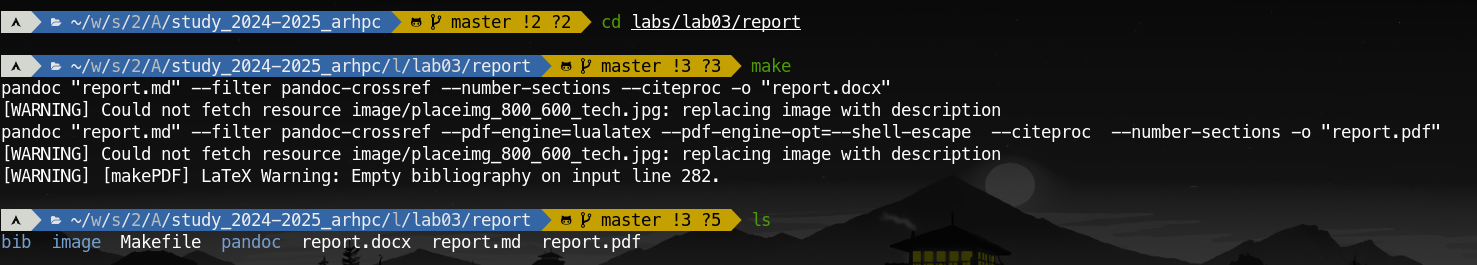 ~/w/s/2/A/study_2024-2025_arhpc master !2 ?2 cd labs/lab03/report
~/w/s/2/A/study_2024-2025_arhpc/l/lab03/report master !3 ?3 make
pandoc "report.md" --filter pandoc-crossref --number-sections --citeproc -o "report.docx"
[WARNING] Could not fetch resource image/placeimg_800_600_tech.jpg: replacing image with description
pandoc "report.md" --filter pandoc-crossref --pdf-engine=lualatex --pdf-engine-opt=--shell-escape  --citeproc  --number-sections -o "report.pdf"
[WARNING] Could not fetch resource image/placeimg_800_600_tech.jpg: replacing image with description
[WARNING] [makePDF] LaTeX Warning: Empty bibliography on input line 282.
~/w/s/2/A/study_2024-2025_arhpc/l/lab03/report master !3 ?5 ls
bib  image  Makefile  pandoc  report.docx  report.md  report.pdf